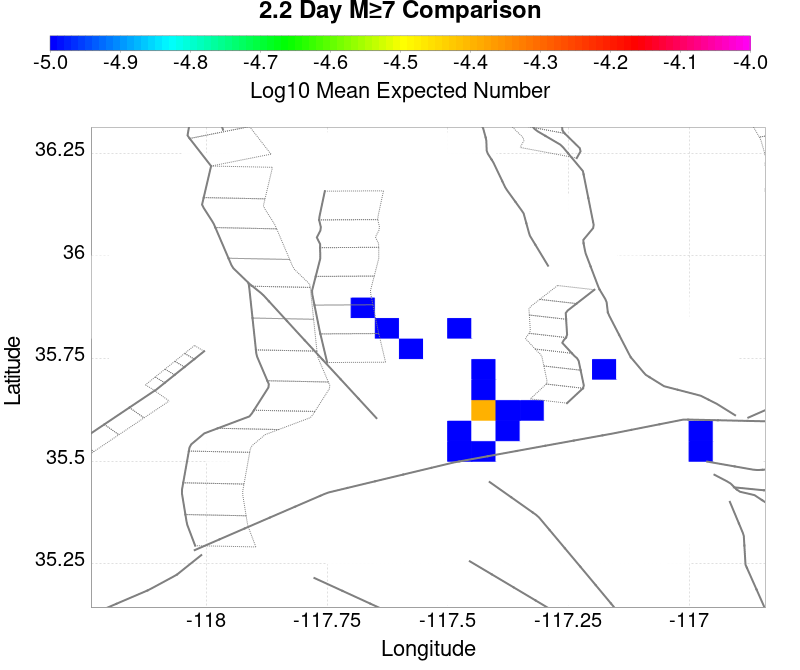 2.2 Day M≥7 Comparison
-5.0 -4.9 -4.8 -4.7 -4.6 -4.5 -4.4 -4.3 -4.2 -4.1 -4.0
Log10 Mean Expected Number
36.25
36
35.75
35.5
35.25
Latitude
-118 -117.75 -117.5 -117.25 -117
Longitude